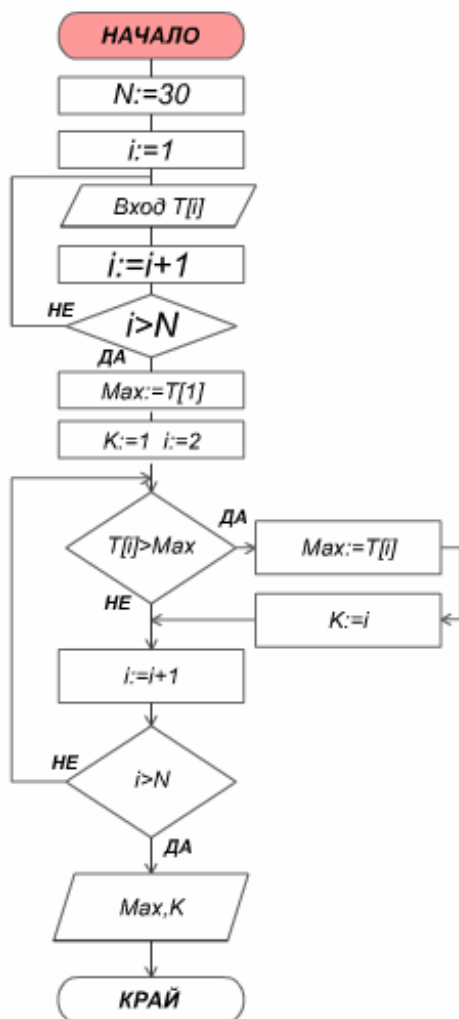 НАЧАЛО
N:=30
i:=1
Вход T[i]
i:=i+1
НЕ
i>N
ДА
Max:=T[1]
K:=1 i:=2
T[i]>Max
ДА
Max:=T[i]
НЕ
K:=i
i:=i+1
НЕ
i>N
ДА
Max,K
КРАЙ